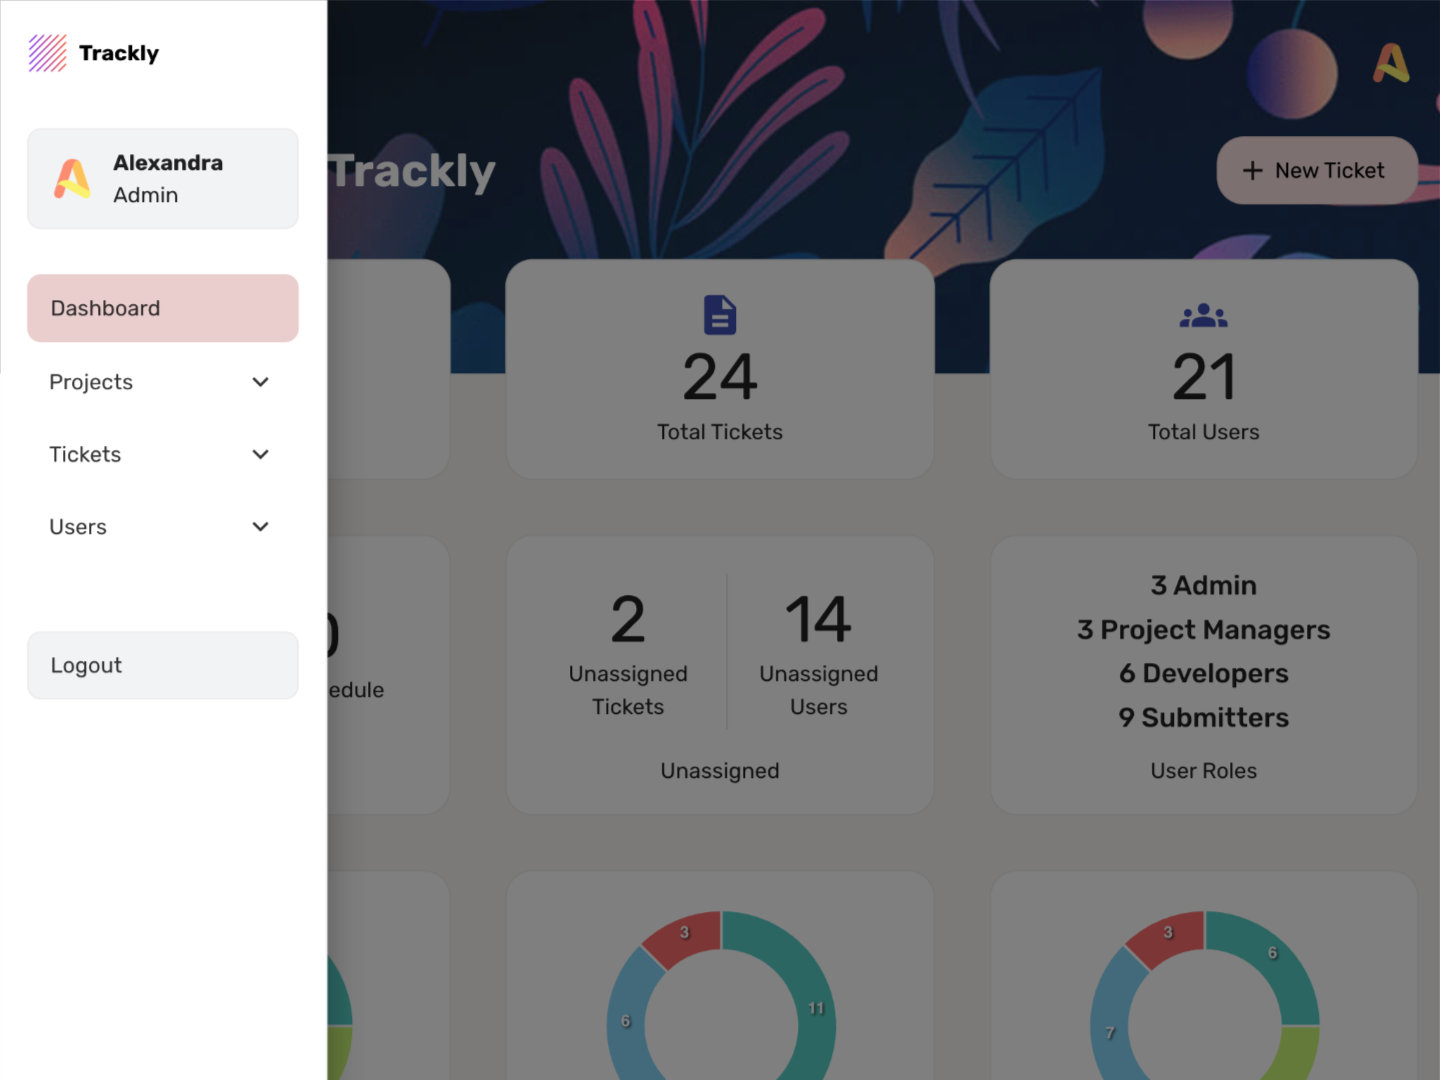 Trackly
Alexandra
Admin
Dashboard
Projects
Tickets
Users
Logout
Trackly
+ New Ticket
24
Total Tickets
21
Total Users
2
Unassigned
Tickets
14
Unassigned
Users
Unassigned
3 Admin
3 Project Managers
6 Developers
9 Submitters
User Roles
3
11
6
3
6
7